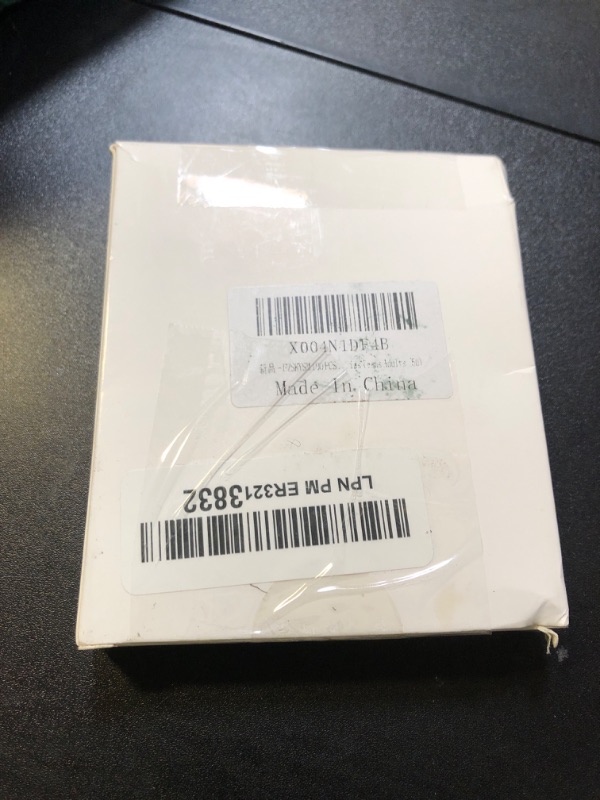 X004N1DF4B
Made In China
LPN PM ER3213832